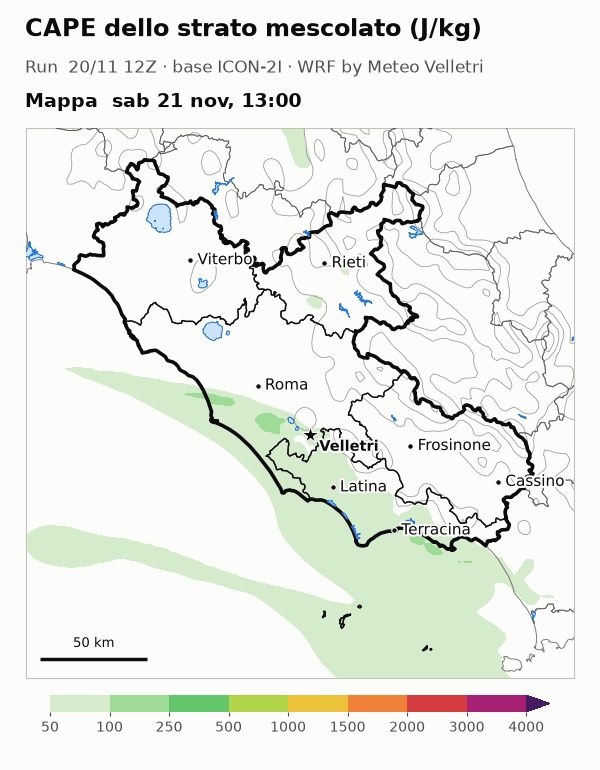 CAPE dello strato mescolato (J/kg)
Run  20/11 12Z · base ICON-2I · WRF by Meteo Velletri
Mappa  sab 21 nov, 13:00
Viterbo
Rieti
Roma
Velletri
Frosinone
Cassino
Latina
Terracina
50 km
50 100 250 500 1000 1500 2000 3000 4000